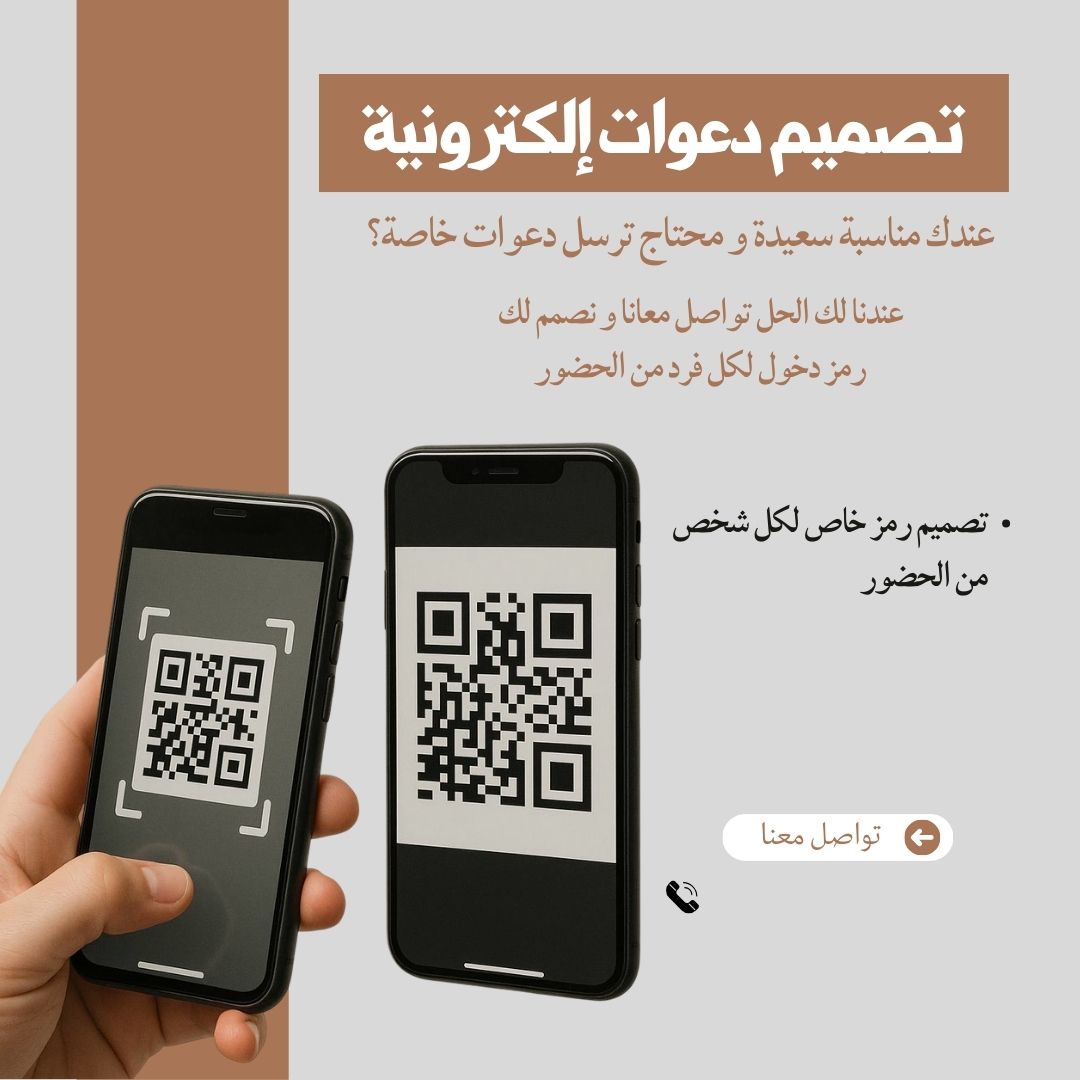 تصميم دعوات إلكترونية
عندك مناسبة سعيدة و محتاج ترسل دعوات خاصة؟
عندنا لك الحل تواصل معانا و نصمم لك
رمز دخول لكل فرد من الحضور
• تصميم رمز خاص لكل شخص
من الحضور
تواصل معنا